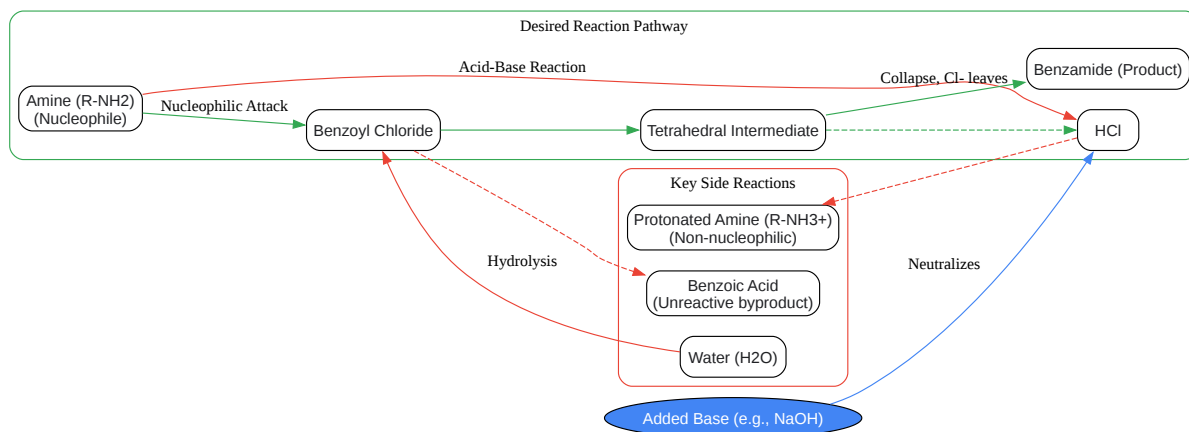 Desired Reaction Pathway
Acid-Base Reaction
Collapse, Cl- leaves
Benzamide (Product)
Amine (R-NH2)
(Nucleophile)
Nucleophilic Attack
Benzoyl Chloride
Tetrahedral Intermediate
HCl
Key Side Reactions
Protonated Amine (R-NH3+)
(Non-nucleophilic)
Hydrolysis
Neutralizes
Benzoic Acid
(Unreactive byproduct)
Water (H2O)
Added Base (e.g., NaOH)